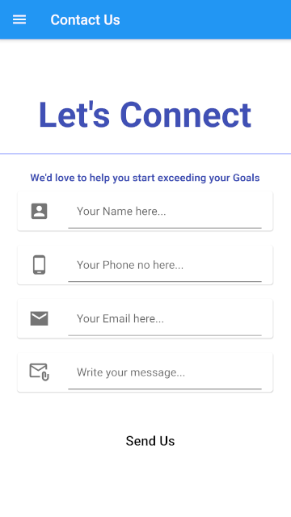 Contact Us
Let's Connect
We'd love to help you start exceeding your Goals
Your Name here...
Your Phone no here...
Your Email here...
Write your message...
Send Us